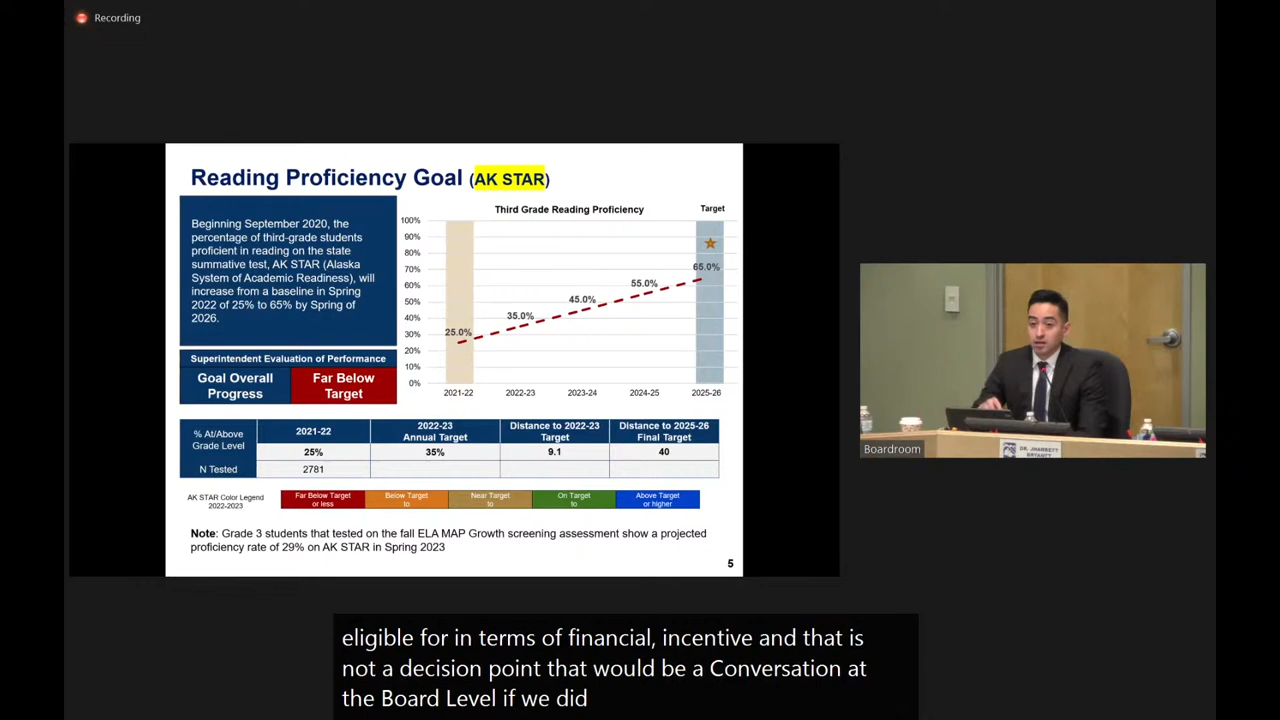 Recording
Reading Proficiency Goal (AK STAR)
Beginning September 2020, the
percentage of third-grade students
proficient in reading on the state
summative test, AK STAR (Alaska
System of Academic Readiness), will
increase from a baseline in Spring
2022 of 25% to 65% by Spring of
2026.
Superintendent Evaluation of Performance
Goal Overall
Progress
Far Below
Target
Third Grade Reading Proficiency
Target
100%
90%
80%
70%
60%
50%
40%
30%
20%
10%
0%
25.0%
35.0%
45.0%
55.0%
65.0%
2021-22
2022-23
2023-24
2024-25
2025-26
% At/Above
Grade Level
2021-22
2022-23
Annual Target
Distance to 2022-23
Target
Distance to 2025-26
Final Target
25%
35%
9.1
40
N Tested
2781
AK STAR Color Legend
2022-2023
Far Below Target
or less
Below Target
to
Near Target
to
On Target
to
Above Target
or higher
Note: Grade 3 students that tested on the fall ELA MAP Growth screening assessment show a projected
proficiency rate of 29% on AK STAR in Spring 2023
5
Boardroom
DR. JHARRETT
BRYANTT
eligible for in terms of financial, incentive and that is
not a decision point that would be a Conversation at
the Board Level if we did